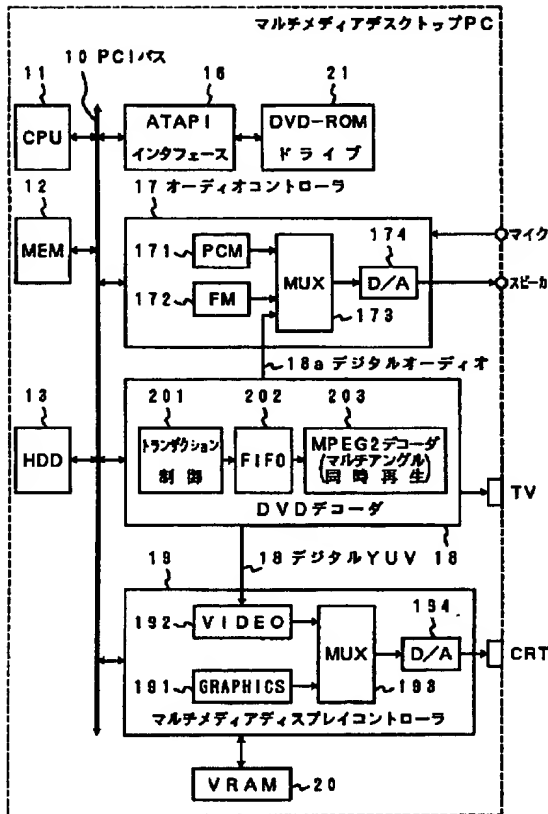 マルチメディアデスクトップPC
10 PCIバス
11
CPU
16
ATAPI
インタフェース
21
DVD-ROM
ドライブ
12
MEM
17 オーディオコントローラ
171
PCM
172
FM
MUX
173
174
D/A
マイク
スピーカ
18a デジタルオーディオ
13
HDD
201
トランザクション
制御
202
FIFO
203
MPEG2デコーダ
(マルチアングル
同時再生)
DVDデコーダ
TV
18 デジタルYUV
18
19
192
VIDEO
191
GRAPHICS
MUX
193
194
D/A
CRT
マルチメディアディスプレイコントローラ
VRAM
20